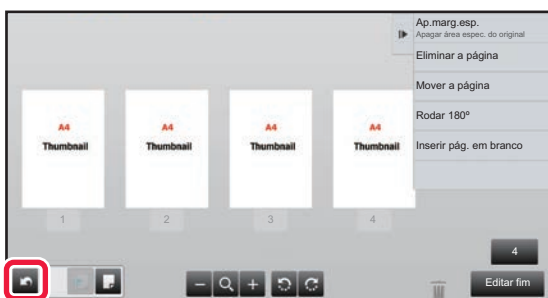 Ap.marg.esp.
Apagar área espec. do original
Eliminar a página
Mover a página
Rodar 180º
Inserir pág. em branco
A4
Thumbnail
A4
Thumbnail
A4
Thumbnail
A4
Thumbnail
1
2
3
4
4
Editar fim